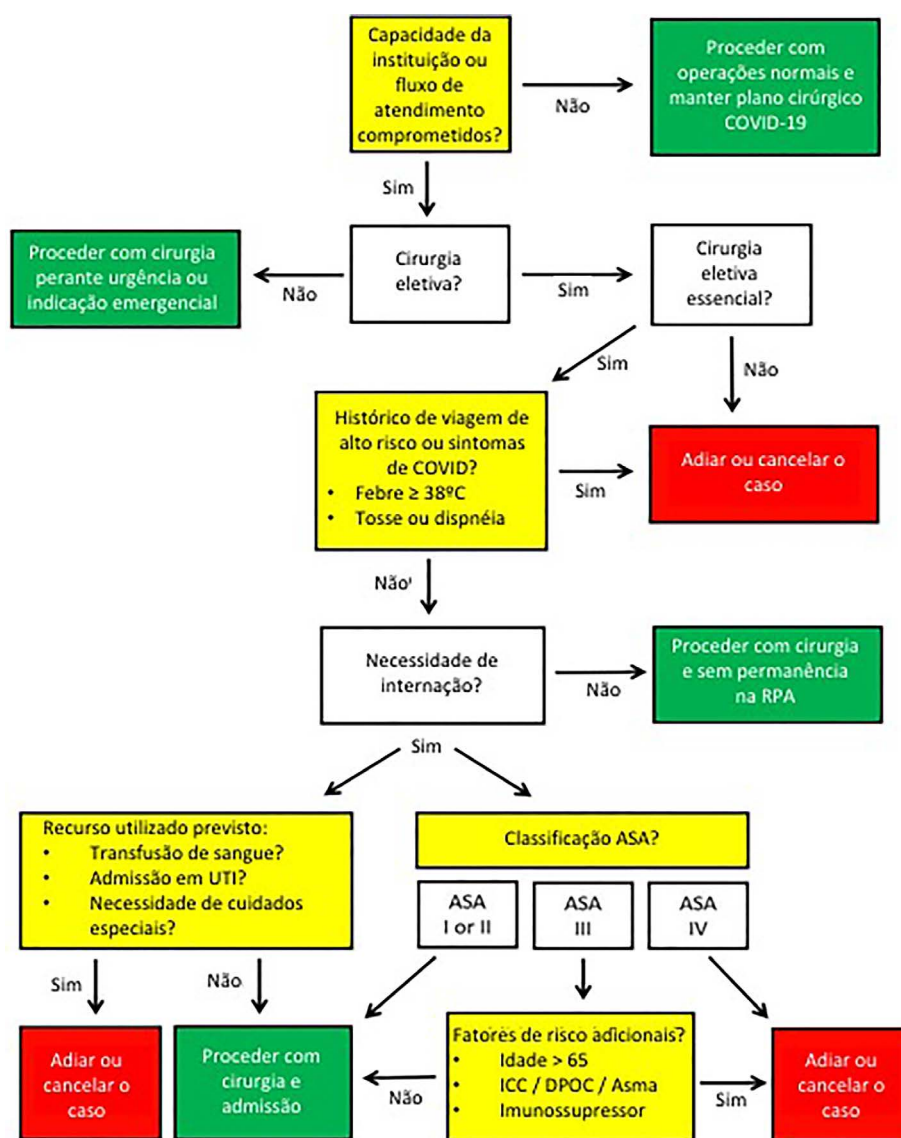 Capacidade da
instituição ou
fluxo de
atendimento
comprometidos?
Não
Proceder com
operações normais e
manter plano cirúrgico
COVID-19
Sim
Proceder com cirurgia
perante urgência ou
indicação emergencial
Não
Cirurgia
eletiva?
Sim
Cirurgia
eletiva
essencial?
Sim
Não
Histórico de viagem de
alto risco ou sintomas
de COVID?
• Febre ≥ 38ºC
• Tosse ou dispnéia
Sim
Adiar ou cancelar o
caso
Não'
Necessidade de
internação?
Não
Proceder com cirurgia
e sem permanência
na RPA
Sim
Recurso utilizado previsto:
• Transfusão de sangue?
• Admissão em UTI?
• Necessidade de cuidados
especiais?
Classificação ASA?
ASA
I or II
ASA
III
ASA
IV
Sim
Não
Adiar ou
cancelar o
caso
Proceder com
cirurgia e
admissão
Não
Fatores de risco adicionais?
• Idade > 65
• ICC / DPOC / Asma
• Imunossupressor
Sim
Adiar ou
cancelar o
caso